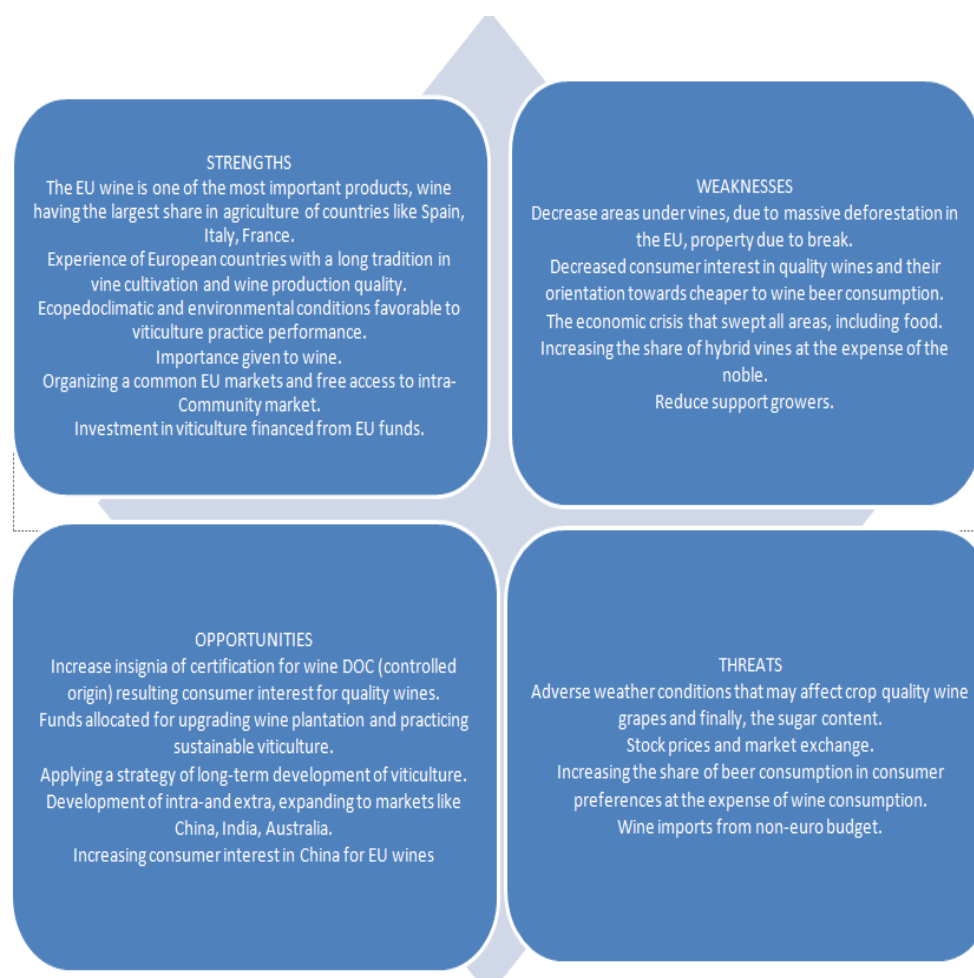 STRENGTHS
The EU wine is one of the most important products, wine
having the largest share in agriculture of countries like Spain,
Italy, France.
Experience of European countries with a long tradition in
vine cultivation and wine production quality.
Ecopedoclimatic and environmental conditions favorable to
viticulture practice performance.
Importance given to wine.
Organizing a common EU markets and free access to intra-
Community market.
Investment in viticulture financed from EU funds.
WEAKNESSES
Decrease areas under vines, due to massive deforestation in
the EU, property due to break.
Decreased consumer interest in quality wines and their
orientation towards cheaper to wine beer consumption.
The economic crisis that swept all areas, including food.
Increasing the share of hybrid vines at the expense of the
noble.
Reduce support growers.
OPPORTUNITIES
Increase insignia of certification for wine DOC (controlled
origin) resulting consumer interest for quality wines.
Funds allocated for upgrading wine plantation and practicing
sustainable viticulture.
Applying a strategy of long-term development of viticulture.
Development of intra-and extra, expanding to markets like
China, India, Australia.
Increasing consumer interest in China for EU wines
THREATS
Adverse weather conditions that may affect crop quality wine
grapes and finally, the sugar content.
Stock prices and market exchange.
Increasing the share of beer consumption in consumer
preferences at the expense of wine consumption.
Wine imports from non-euro budget.